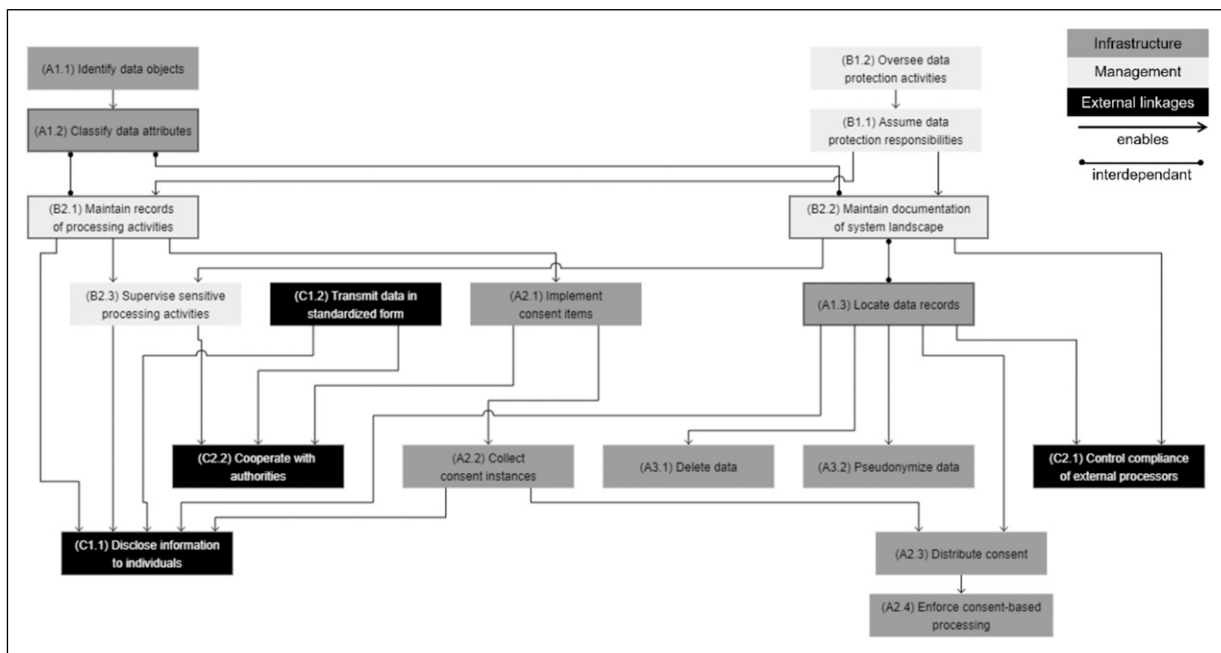 (A1.1) Identify data objects
(B1.2) Oversee data
protection activities
Infrastructure
Management
External linkages
enables
interdependant
(A1.2) Classify data attributes
(B1.1) Assume data
protection responsibilities
(B2.1) Maintain records
of processing activities
(B2.2) Maintain documentation
of system landscape
(B2.3) Supervise sensitive
processing activities
(C1.2) Transmit data in
standardized form
(A2.1) Implement
consent items
(A1.3) Locate data records
(C2.2) Cooperate with
authorities
(A2.2) Collect
consent instances
(A3.1) Delete data
(A3.2) Pseudonymize data
(C2.1) Control compliance
of external processors
(C1.1) Disclose information
to individuals
(A2.3) Distribute consent
(A2.4) Enforce consent-based
processing